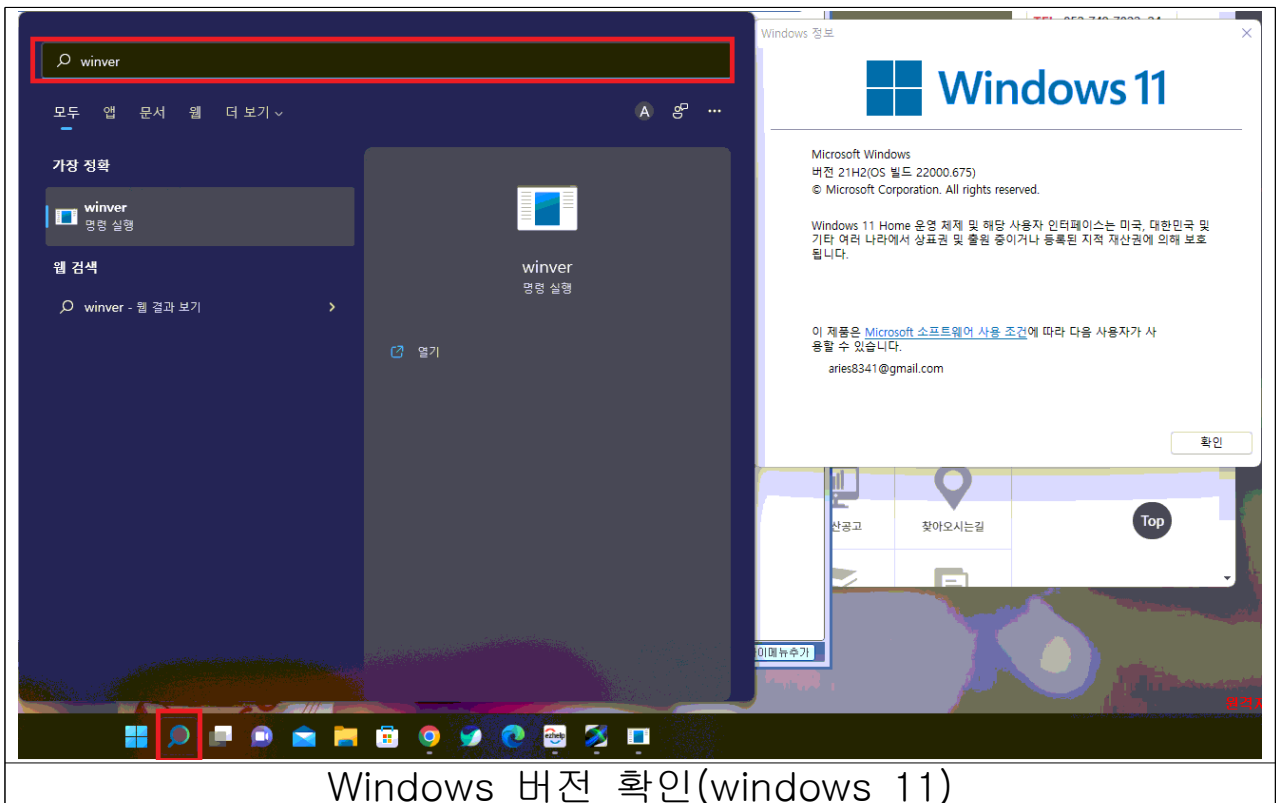 winver
모두 앱 문서 웹 더 보기
A
가장 정확
winver
명령 실행
웹 검색
winver - 웹 결과 보기
winver
명령 실행
열기
Windows 정보
Windows 11
Microsoft Windows
버전 21H2(OS 빌드 22000.675)
© Microsoft Corporation. All rights reserved.
Windows 11 Home 운영 체제 및 해당 사용자 인터페이스는 미국, 대한민국 및
기타 여러 나라에서 상표권 및 출원 중이거나 등록된 지적 재산권에 의해 보호
됩니다.
이 제품은 Microsoft 소프트웨어 사용 조건에 따라 다음 사용자가 사
용할 수 있습니다.
aries8341@gmail.com
확인
산공고
찾아오시는길
Top
이메뉴추가
ezhelp
Windows 버전 확인(windows 11)